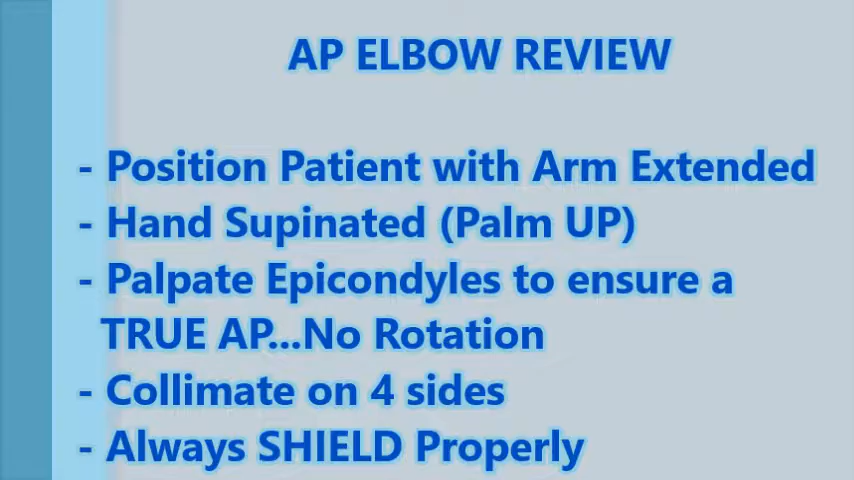 AP ELBOW REVIEW
- Position Patient with Arm Extended
- Hand Supinated (Palm UP)
- Palpate Epicondyles to ensure a
TRUE AP...No Rotation
- Collimate on 4 sides
- Always SHIELD Properly